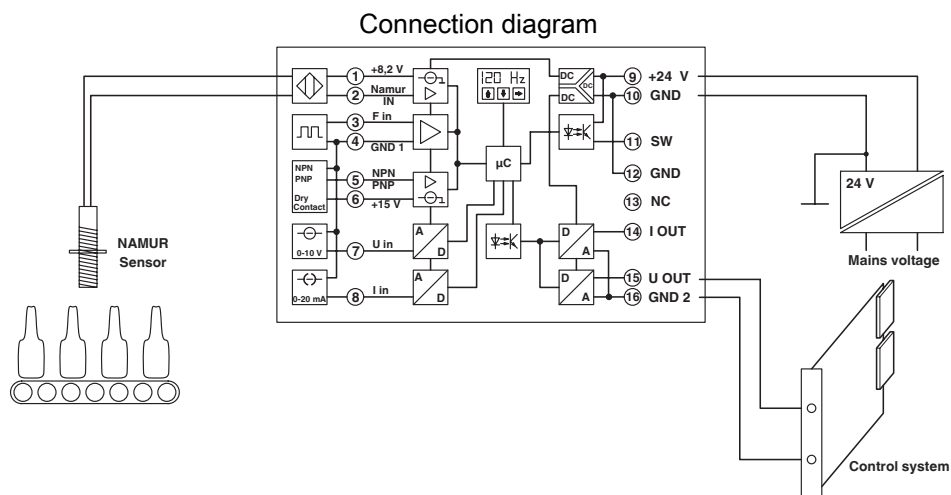 Connection diagram
1 +8,2 V
2 Namur
IN
3 F in
4 GND 1
NPN
PNP
Dry
Contact
5 NPN
PNP
6 +15 V
0-10 V
7 U in
0-20 mA
8 I in
A
D
A
D
120 Hz
µC
DC
DC
DC
D
A
D
A
9 +24 V
10 GND
11 SW
12 GND
13 NC
14 I OUT
15 U OUT
16 GND 2
NAMUR
Sensor
24 V
Mains voltage
Control system